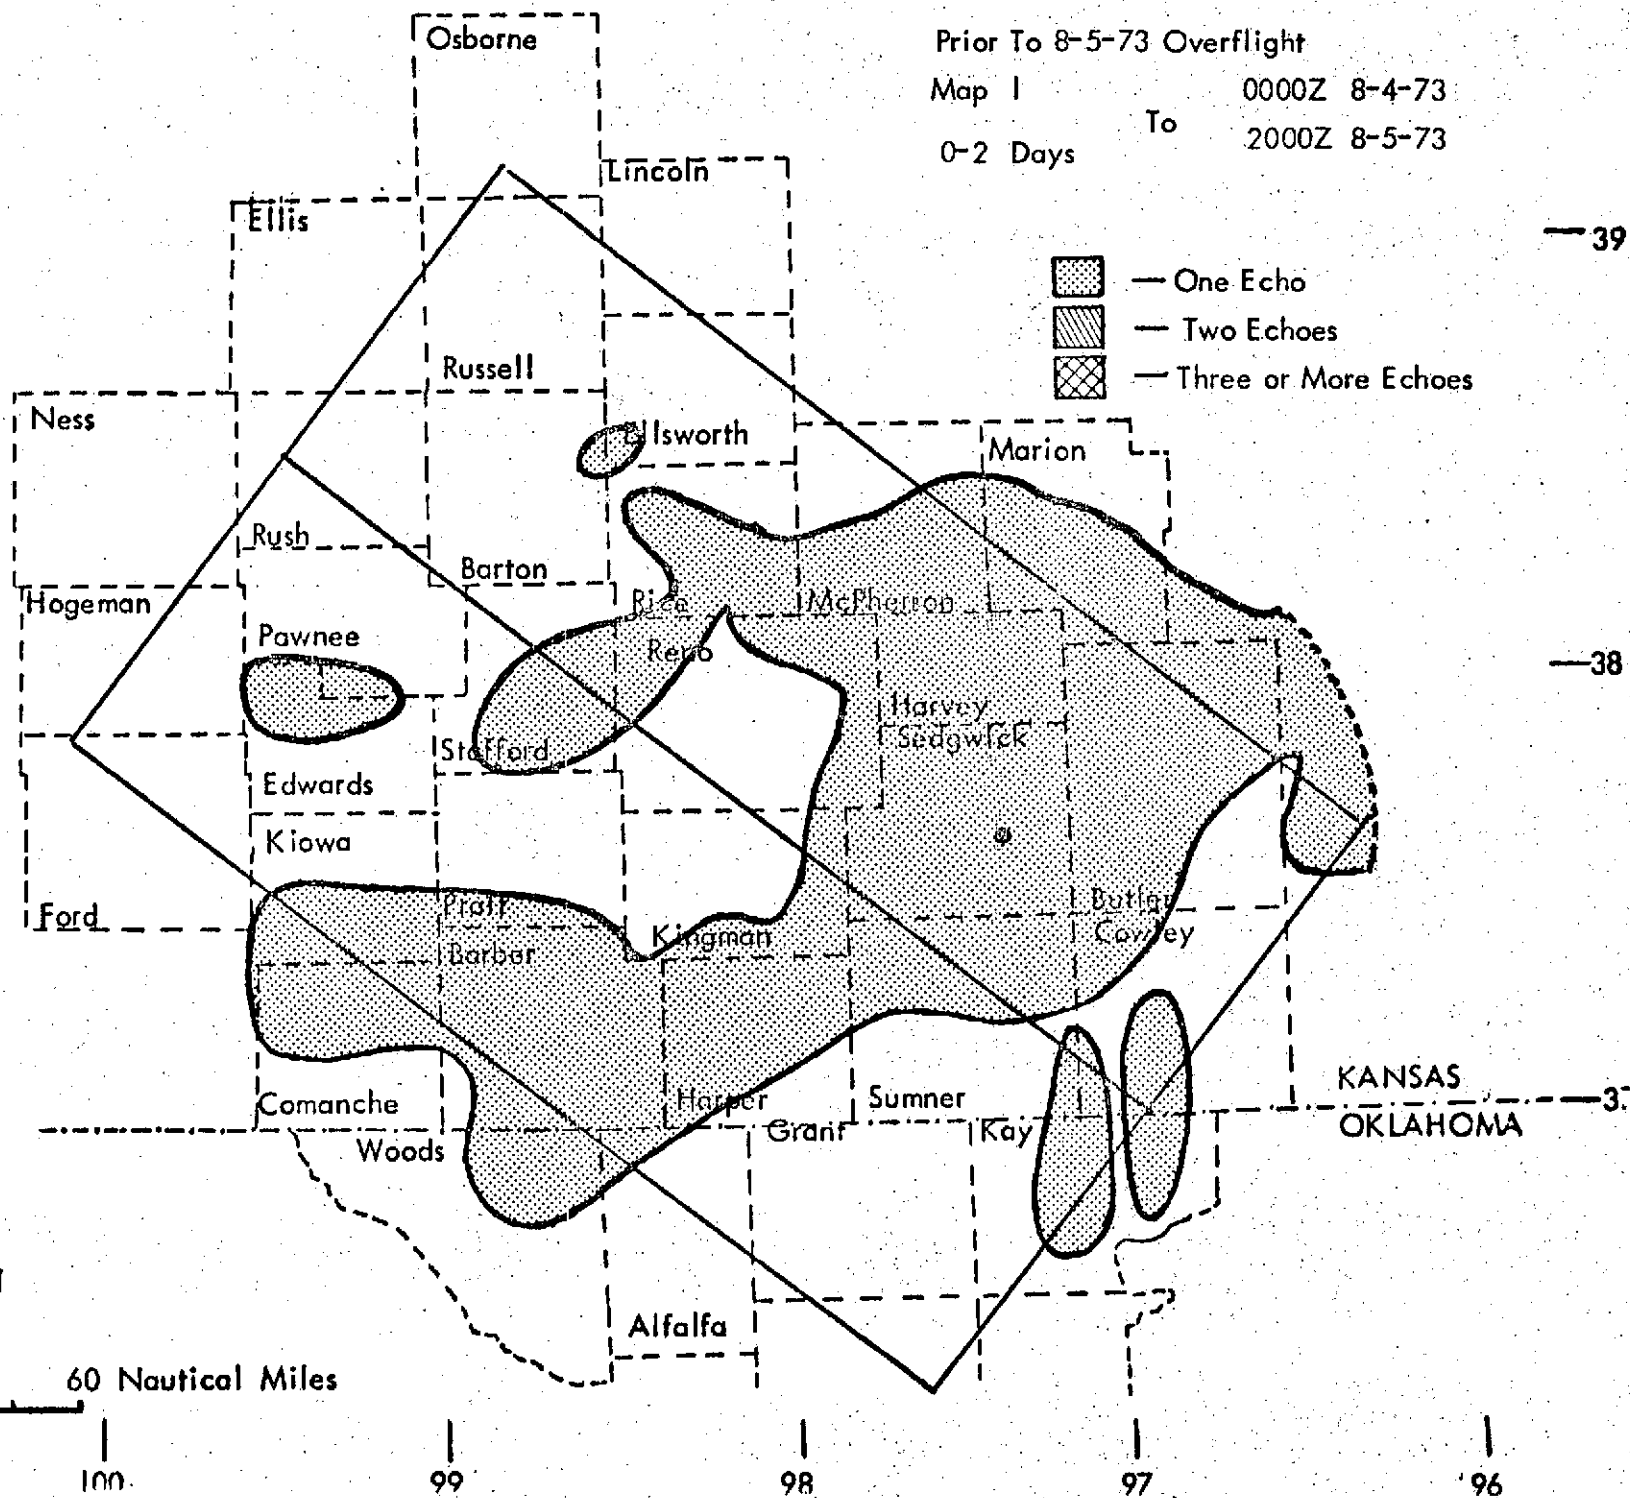 Prior To 8-5-73 Overflight
Map 1 0000Z 8-4-73
To
0-2 Days 2000Z 8-5-73
One Echo
Two Echoes
Three or More Echoes
Osborne
Lincoln
Ellis
39
Russell
Ness
Ellsworth
Marion
Rush
Barton
Hogeman
Rice
McPherson
Pawnee
Reno
38
Harvey
Stafford
Sedgwick
Edwards
Kiowa
Ford
Pratt
Butler
Kingman
Cowley
Barber
KANSAS
Comanche
Harper
Sumner
OKLAHOMA
Woods
Grant
Kay
Alfalfa
60 Nautical Miles
100
99
98
97
96